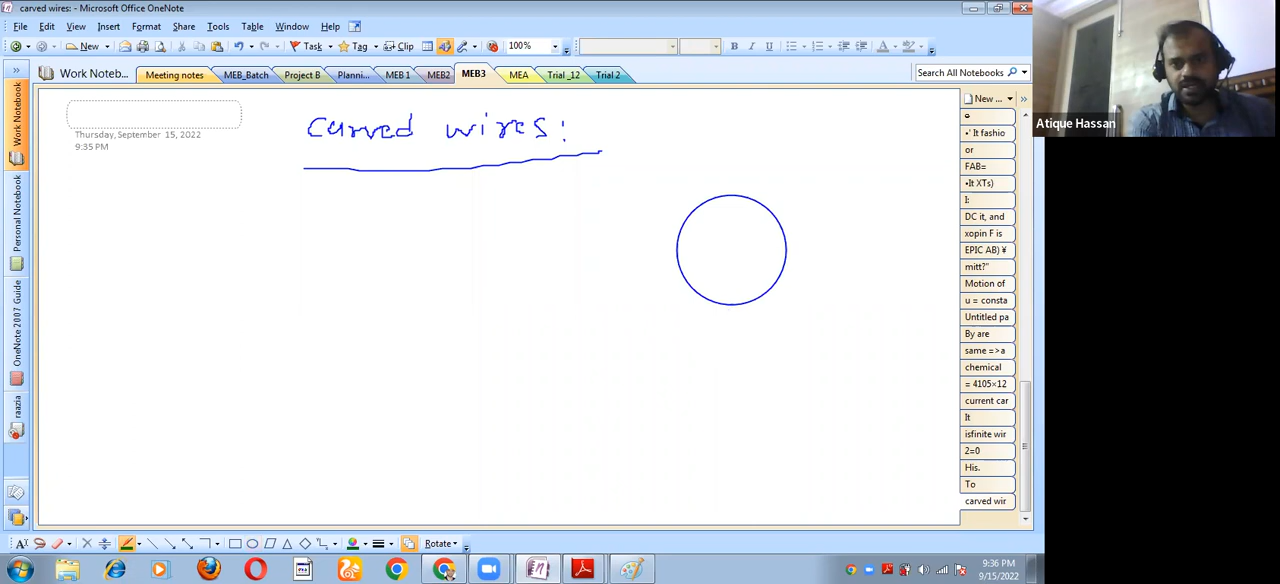 carved wires: - Microsoft Office OneNote
File Edit View Insert Format Share Tools Table Window Help
New Task Tag Clip 100% B I U A
Work Noteb... Meeting notes MEB_Batch Project B Planni... MEB 1 MEB2 MEB3 MEA Trial _12 Trial 2 Search All Notebooks
Atique Hassan
Work Notebook
Personal Notebook
OneNote 2007 Guide
raazia
Thursday, September 15, 2022
9:35 PM
Carved wires:
New ...
•' It fashio
or
FAB=
•It XTs)
I:
DC it, and
xopin F is
EPIC AB) ¥
mitt?"
Motion of
u = consta
Untitled pa
By are
same =>a
chemical
= 4105×12
current car
It
isfinite wir
2=0
His.
To
carved wir
Rotate
9:36 PM
9/15/2022